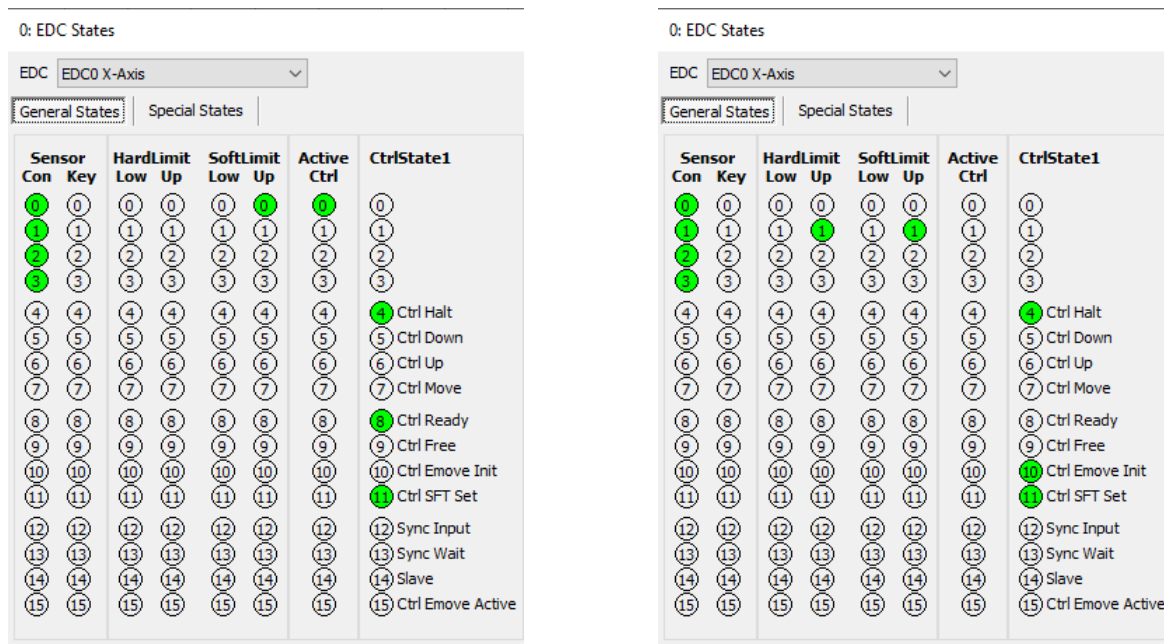 0: EDC States
EDC EDC0 X-Axis
General States Special States
Sensor HardLimit SoftLimit Active CtrlState1
Con Key Low Up Low Up Ctrl
0 0 0 0 0 0 0 0
1 1 1 1 1 1 1 1
2 2 2 2 2 2 2 2
3 3 3 3 3 3 3 3
4 4 4 4 4 4 4 4 Ctrl Halt
5 5 5 5 5 5 5 5 Ctrl Down
6 6 6 6 6 6 6 6 Ctrl Up
7 7 7 7 7 7 7 7 Ctrl Move
8 8 8 8 8 8 8 8 Ctrl Ready
9 9 9 9 9 9 9 9 Ctrl Free
10 10 10 10 10 10 10 10 Ctrl Emove Init
11 11 11 11 11 11 11 11 Ctrl SFT Set
12 12 12 12 12 12 12 12 Sync Input
13 13 13 13 13 13 13 13 Sync Wait
14 14 14 14 14 14 14 14 Slave
15 15 15 15 15 15 15 15 Ctrl Emove Active
0: EDC States
EDC EDC0 X-Axis
General States Special States
Sensor HardLimit SoftLimit Active CtrlState1
Con Key Low Up Low Up Ctrl
0 0 0 0 0 0 0 0
1 1 1 1 1 1 1 1
2 2 2 2 2 2 2 2
3 3 3 3 3 3 3 3
4 4 4 4 4 4 4 4 Ctrl Halt
5 5 5 5 5 5 5 5 Ctrl Down
6 6 6 6 6 6 6 6 Ctrl Up
7 7 7 7 7 7 7 7 Ctrl Move
8 8 8 8 8 8 8 8 Ctrl Ready
9 9 9 9 9 9 9 9 Ctrl Free
10 10 10 10 10 10 10 10 Ctrl Emove Init
11 11 11 11 11 11 11 11 Ctrl SFT Set
12 12 12 12 12 12 12 12 Sync Input
13 13 13 13 13 13 13 13 Sync Wait
14 14 14 14 14 14 14 14 Slave
15 15 15 15 15 15 15 15 Ctrl Emove Active